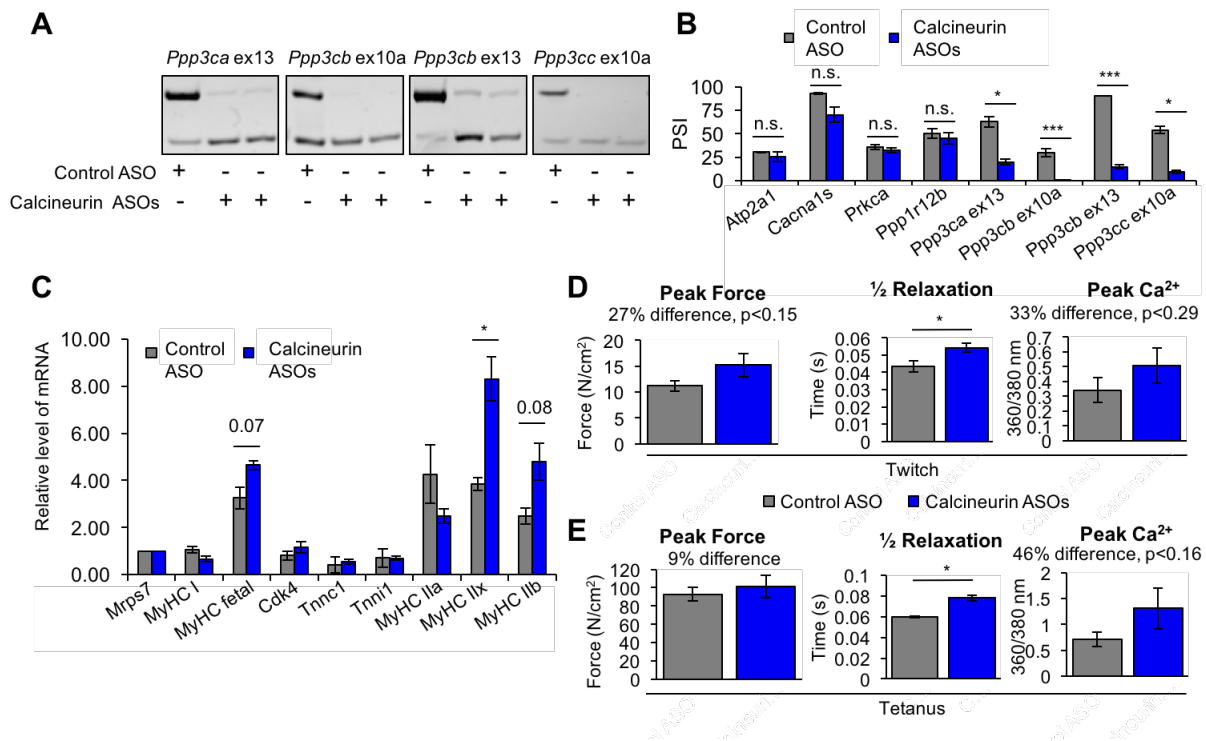 A
Ppp3ca ex13
Ppp3cb ex10a
Ppp3cb ex13
Ppp3cc ex10a
Control ASO
+ - - + - - + - - + - -
Calcineurin ASOs
- + + - + + - + + - + +
B
Control
ASO
Calcineurin
ASOs
PSI
100
75
50
25
0
n.s.
n.s.
n.s.
n.s.
*
***
***
*
Atp2a1
Cacna1s
Prkca
Ppp1r12b
Ppp3ca ex13
Ppp3cb ex10a
Ppp3cb ex13
Ppp3cc ex10a
C
Control
ASO
Calcineurin
ASOs
Relative level of mRNA
10.00
8.00
6.00
4.00
2.00
0.00
0.07
*
0.08
Mrps7
MyHC I
MyHC fetal
Cdk4
Tnnc1
Tnni1
MyHC IIa
MyHC IIx
MyHC IIb
D
Peak Force
27% difference, p<0.15
Force (N/cm²)
20
15
10
5
0
Control ASO
Calcineuri...
½ Relaxation
*
Time (s)
0.06
0.05
0.04
0.03
0.02
0.01
0
Control ASO
Calcineuri...
Peak Ca²⁺
33% difference, p<0.29
360/380 nm
0.7
0.6
0.5
0.4
0.3
0.2
0.1
0
Control ASO
Calcineuri...
Twitch
Control ASO
Calcineurin ASOs
E
Peak Force
9% difference
Force (N/cm²)
120
100
80
60
40
20
0
½ Relaxation
*
Time (s)
0.1
0.08
0.06
0.04
0.02
0
Peak Ca²⁺
46% difference, p<0.16
360/380 nm
2
1.5
1
0.5
0
Tetanus